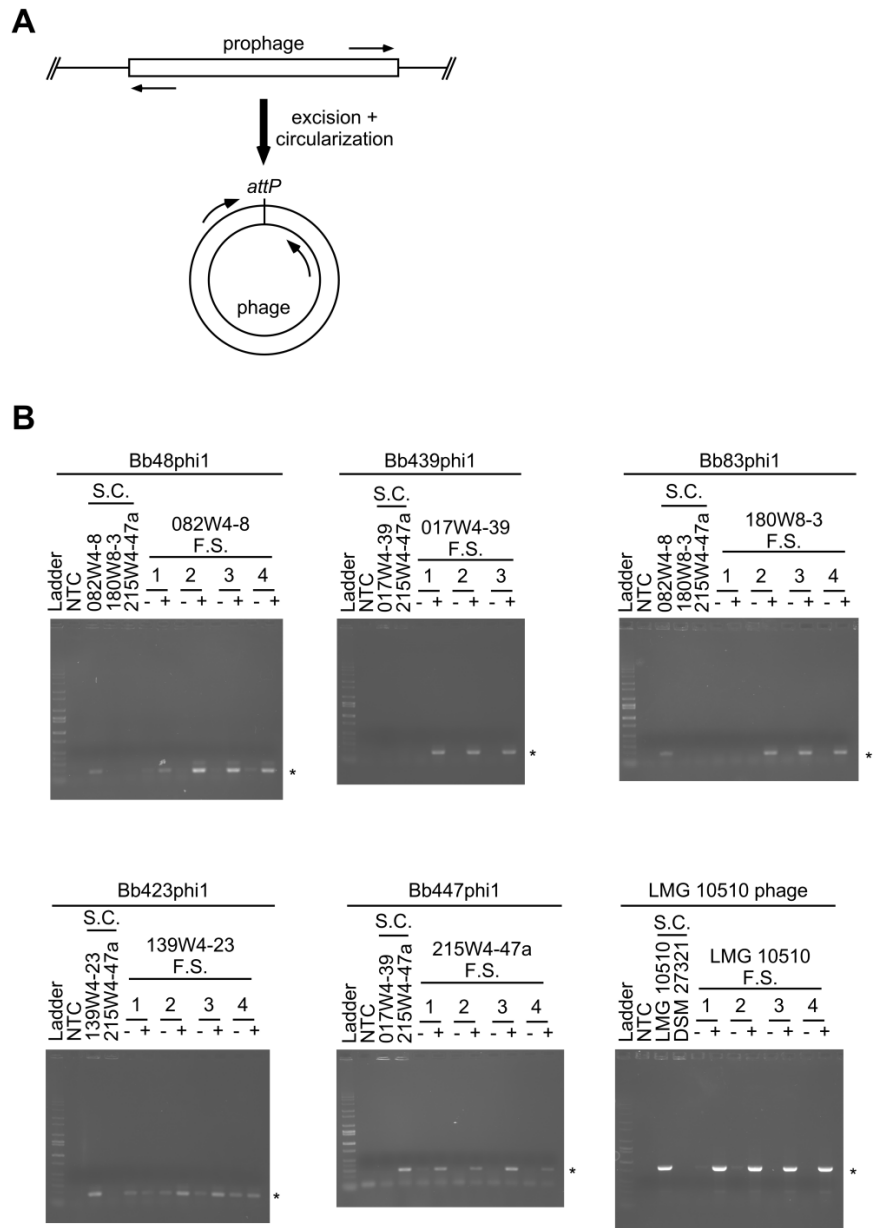 A
prophage
excision +
circularization
attP
phage
B
Bb48phi1
S.C.
Ladder
NTC
082W4-8
180W8-3
215W4-47a
082W4-8
F.S.
1 2 3 4
- + - + - + - +
*
Bb439phi1
S.C.
Ladder
NTC
017W4-39
215W4-47a
017W4-39
F.S.
1 2 3
- + - + - +
*
Bb83phi1
S.C.
Ladder
NTC
082W4-8
180W8-3
215W4-47a
180W8-3
F.S.
1 2 3 4
- + - + - + - +
*
Bb423phi1
S.C.
Ladder
NTC
139W4-23
215W4-47a
139W4-23
F.S.
1 2 3 4
- + - + - + - +
*
Bb447phi1
S.C.
Ladder
NTC
017W4-39
215W4-47a
215W4-47a
F.S.
1 2 3 4
- + - + - + - +
*
LMG 10510 phage
S.C.
Ladder
NTC
LMG 10510
DSM 27321
LMG 10510
F.S.
1 2 3 4
- + - + - + - +
*